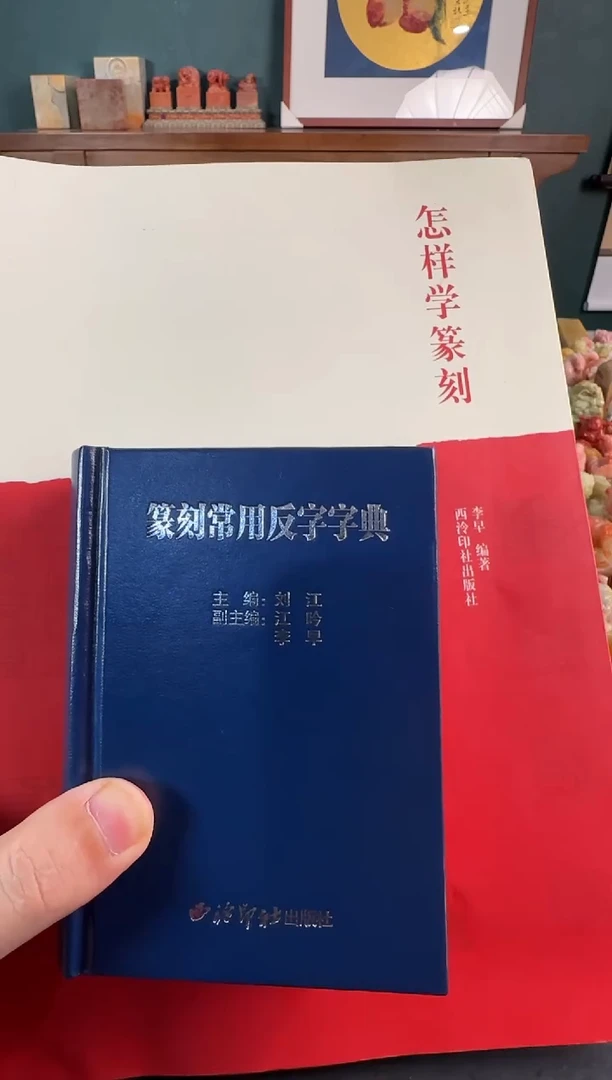 怎样学篆刻
李早 编著
西泠印社出版社
篆刻常用反字字典
主 编：刘 江
副主编：江 吟
李 早
西泠印社出版社